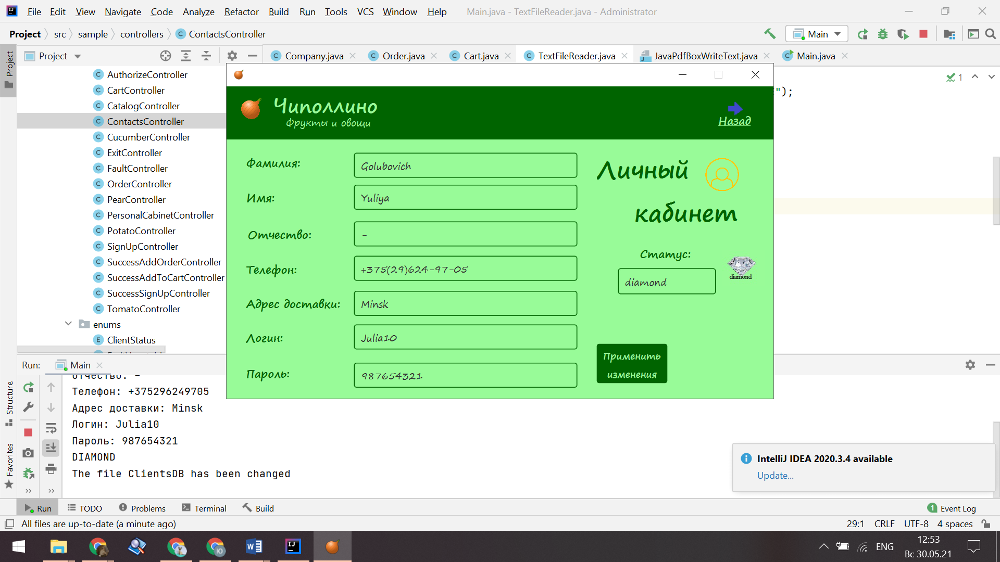 File Edit View Navigate Code Analyze Refactor Build Run Tools VCS Window Help Main.java - TextFileReader.java - Administrator
Project src sample controllers ContactsController Main
Project Company.java Order.java Cart.java TextFileReader.java JavaPdfBoxWriteText.java Main.java
Project
AuthorizeController
CartController
CatalogController
ContactsController
CucumberController
ExitController
FaultController
OrderController
PearController
PersonalCabinetController
PotatoController
SignUpController
SuccessAddOrderController
SuccessAddToCartController
SuccessSignUpController
TomatoController
enums
ClientStatus
1
");
Чиполлино
Фрукты и овощи
Назад
Фамилия: Golubovich
Имя: Yuliya
Отчество: -
Телефон: +375(29)624-97-05
Адрес доставки: Minsk
Логин: Julia10
Пароль: 987654321
Личный
кабинет
Статус:
diamond
diamond
Применить
изменения
Run: Main
Отчество: -
Телефон: +375296249705
Адрес доставки: Minsk
Логин: Julia10
Пароль: 987654321
DIAMOND
The file ClientsDB has been changed
Structure
Favorites
IntelliJ IDEA 2020.3.4 available
Update...
Run TODO Problems Terminal Build 1 Event Log
All files are up-to-date (a minute ago) 29:1 CRLF UTF-8 4 spaces
ENG
12:53
Вс 30.05.21